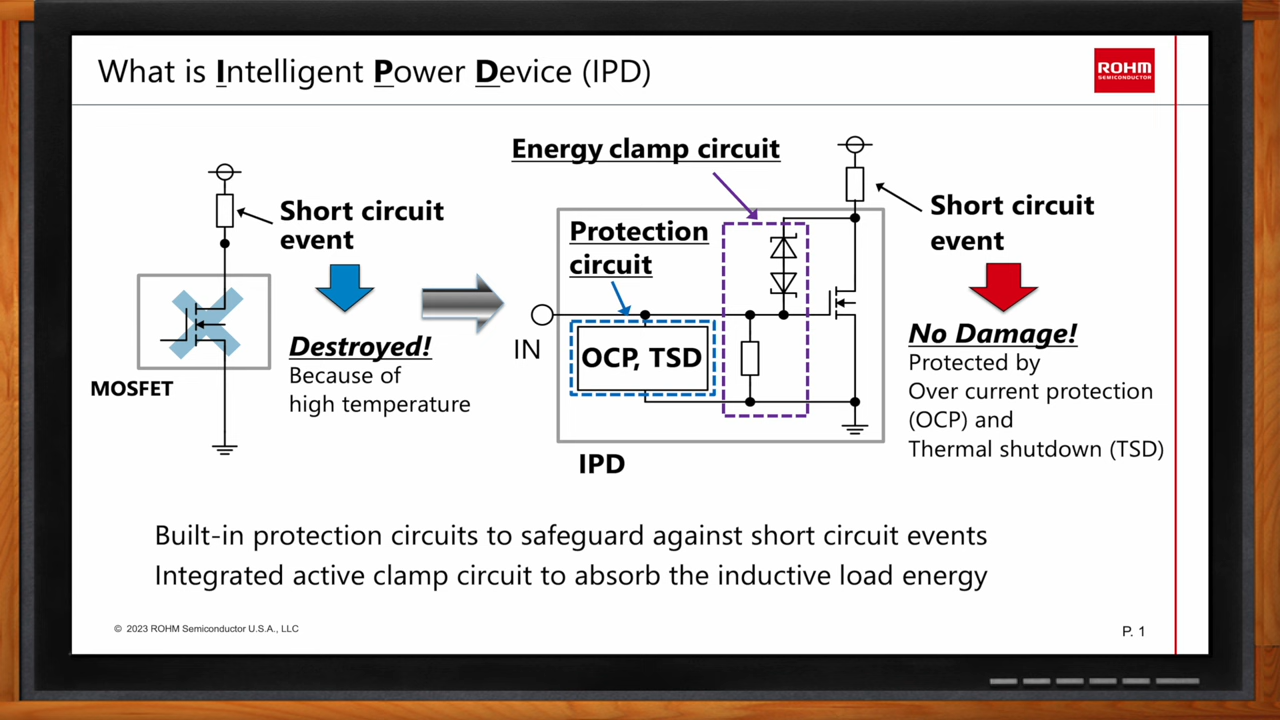 What is Intelligent Power Device (IPD)
ROHM
SEMICONDUCTOR
Short circuit
event
Destroyed!
Because of
high temperature
MOSFET
Energy clamp circuit
Protection
circuit
IN
OCP, TSD
IPD
Short circuit
event
No Damage!
Protected by
Over current protection
(OCP) and
Thermal shutdown (TSD)
Built-in protection circuits to safeguard against short circuit events
Integrated active clamp circuit to absorb the inductive load energy
© 2023 ROHM Semiconductor U.S.A., LLC
P. 1